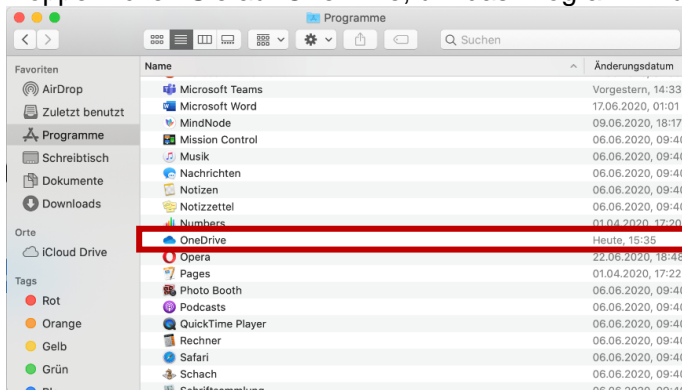 Programme
Suchen
Favoriten
AirDrop
Zuletzt benutzt
Programme
Schreibtisch
Dokumente
Downloads
Orte
iCloud Drive
Tags
Rot
Orange
Gelb
Grün
Name Änderungsdatum
Microsoft Teams Vorgestern, 14:33
Microsoft Word 17.06.2020, 01:01
MindNode 09.06.2020, 18:17
Mission Control 06.06.2020, 09:40
Musik 06.06.2020, 09:40
Nachrichten 06.06.2020, 09:40
Notizen 06.06.2020, 09:40
Notizzettel 06.06.2020, 09:40
Numbers 01.04.2020, 17:20
OneDrive Heute, 15:35
Opera 22.06.2020, 18:48
Pages 01.04.2020, 17:22
Photo Booth 06.06.2020, 09:40
Podcasts 06.06.2020, 09:40
QuickTime Player 06.06.2020, 09:40
Rechner 06.06.2020, 09:40
Safari 06.06.2020, 09:40
Schach 06.06.2020, 09:40